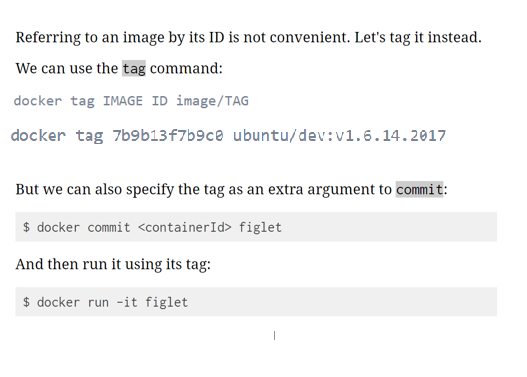 Referring to an image by its ID is not convenient. Let's tag it instead.
We can use the tag command:
docker tag IMAGE ID image/TAG
docker tag 7b9b13f7b9c0 ubuntu/dev:v1.6.14.2017
But we can also specify the tag as an extra argument to commit:
$ docker commit <containerId> figlet
And then run it using its tag:
$ docker run -it figlet